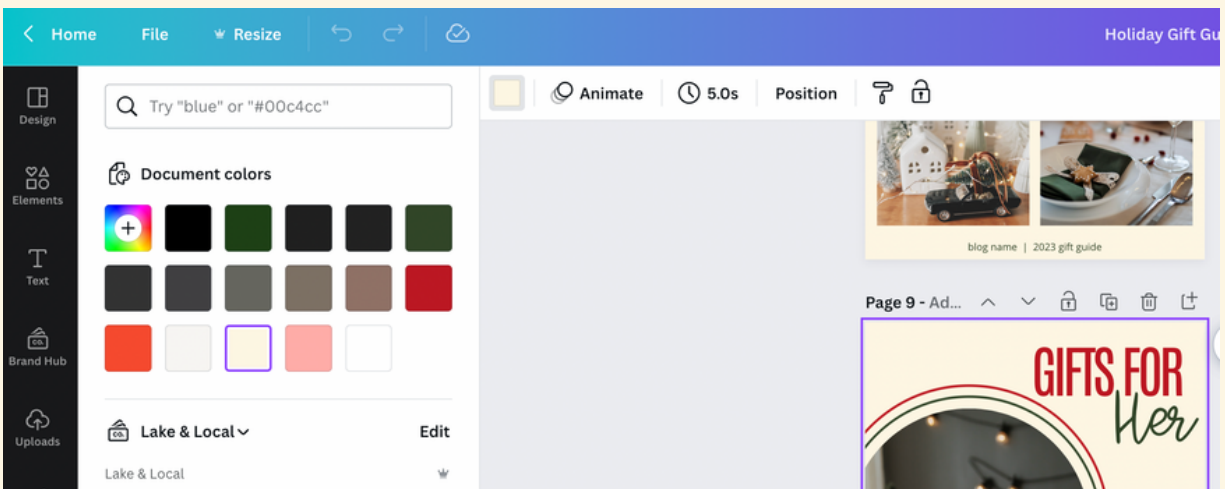 Home File Resize Holiday Gift Gu
Design
Elements
Text
Brand Hub
Uploads
Try "blue" or "#00c4cc"
Document colors
CO.
Lake & Local Edit
Lake & Local
Animate 5.0s Position
blog name | 2023 gift guide
Page 9 - Ad...
GIFTS FOR
Her